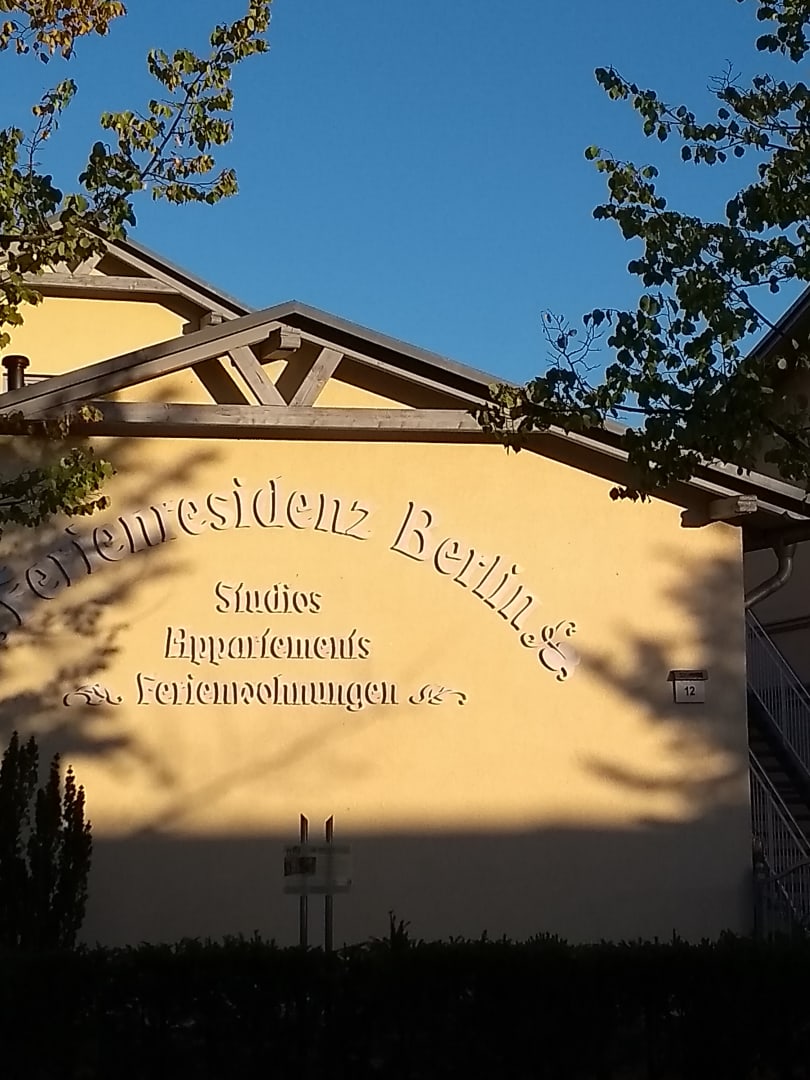 Ferienresidenz Berlin
Studios
Appartements
Ferienwohnungen
12